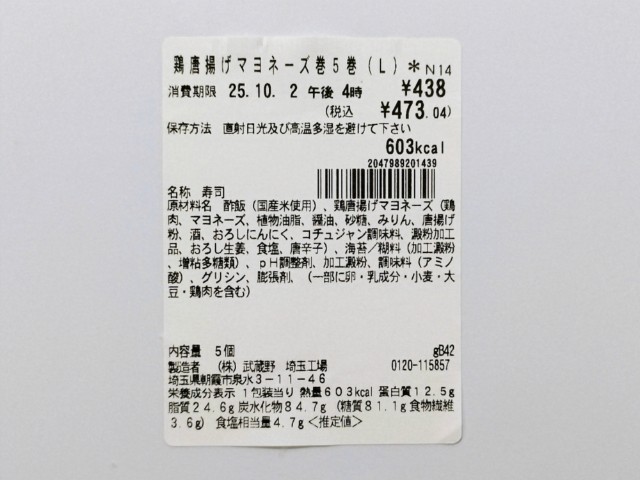 鶏唐揚げマヨネーズ巻5巻(L)＊N14
消費期限 25.10. 2 午後 4時 ¥438
(税込 ¥473.04)
保存方法 直射日光及び高温多湿を避けて下さい
603kcal
2047989201439
名称 寿司
原材料名 酢飯(国産米使用)、鶏唐揚げマヨネーズ(鶏
肉、マヨネーズ、植物油脂、醤油、砂糖、みりん、唐揚げ
粉、酒、おろしにんにく、コチュジャン調味料、澱粉加工
品、おろし生姜、食塩、唐辛子)、海苔/糊料(加工澱粉
、増粘多糖類)、pH調整剤、加工澱粉、調味料(アミノ
酸)、グリシン、膨張剤、(一部に卵・乳成分・小麦・大
豆・鶏肉を含む)
内容量 5個 gB42
製造者 (株)武蔵野 埼玉工場 0120-115857
埼玉県朝霞市泉水3-11-46
栄養成分表示 1包装当り 熱量603kcal 蛋白質12.5g
脂質24.6g 炭水化物84.7g (糖質81.1g 食物繊維
3.6g) 食塩相当量4.7g<推定値>